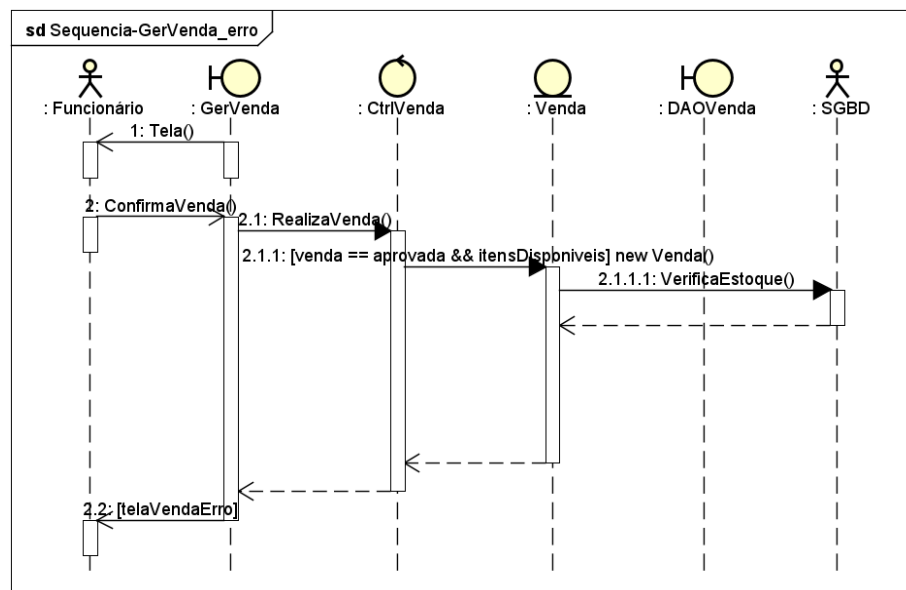 sd Sequencia-GerVenda_erro
: Funcionário
: GerVenda
: CtrlVenda
: Venda
: DAOVenda
: SGBD
1: Tela()
2: ConfirmaVenda()
2.1: RealizaVenda()
2.1.1: [venda == aprovada && itensDisponiveis] new Venda()
2.1.1.1: VerificaEstoque()
2.2: [telaVendaErro]